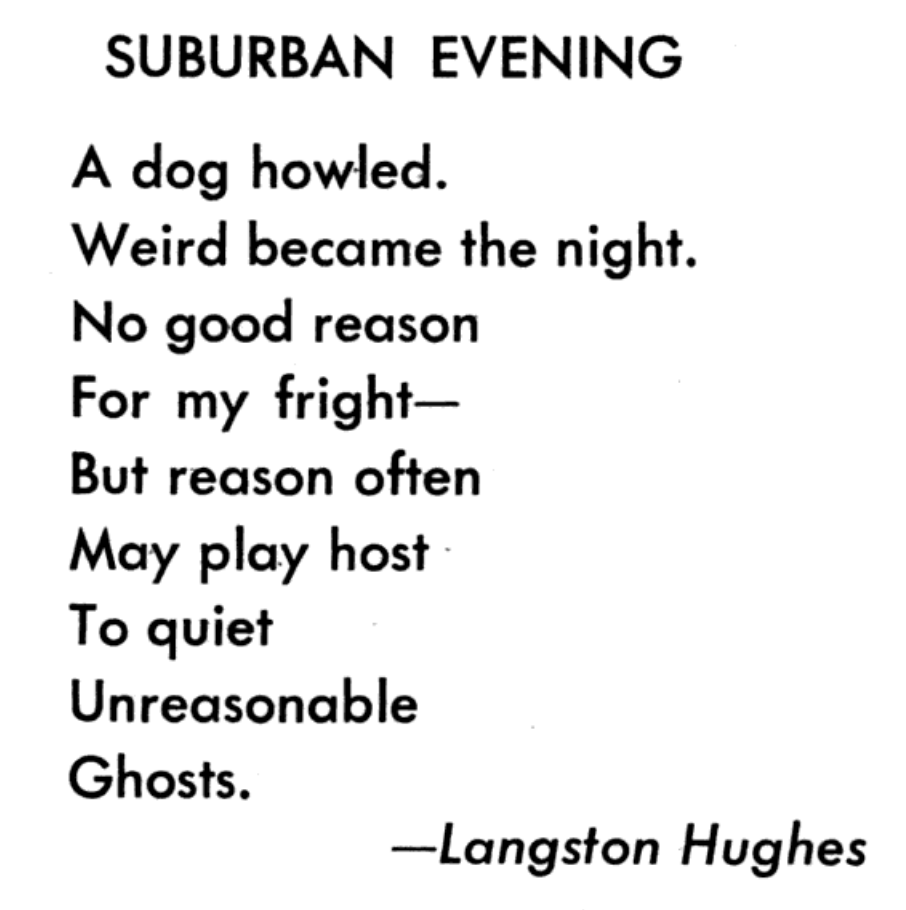 SUBURBAN EVENING
A dog howled.
Weird became the night.
No good reason
For my fright—
But reason often
May play host
To quiet
Unreasonable
Ghosts.
—Langston Hughes